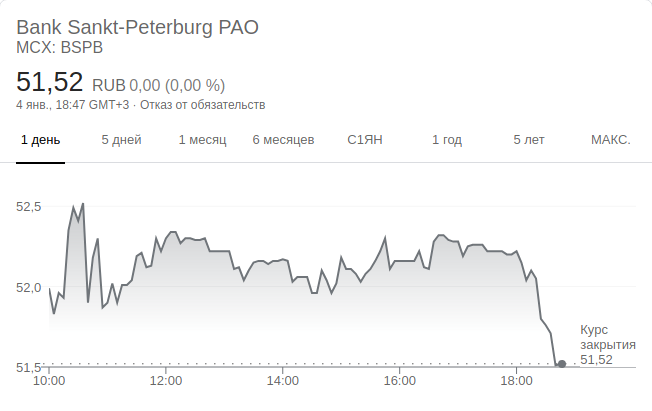 Bank Sankt-Peterburg PAO
MCX: BSPB
51,52 RUB 0,00 (0,00 %)
4 янв., 18:47 GMT+3 · Отказ от обязательств
1 день 5 дней 1 месяц 6 месяцев С1ЯН 1 год 5 лет МАКС.
52,5
52,0
51,5
Курс
закрытия
51,52
10:00 12:00 14:00 16:00 18:00